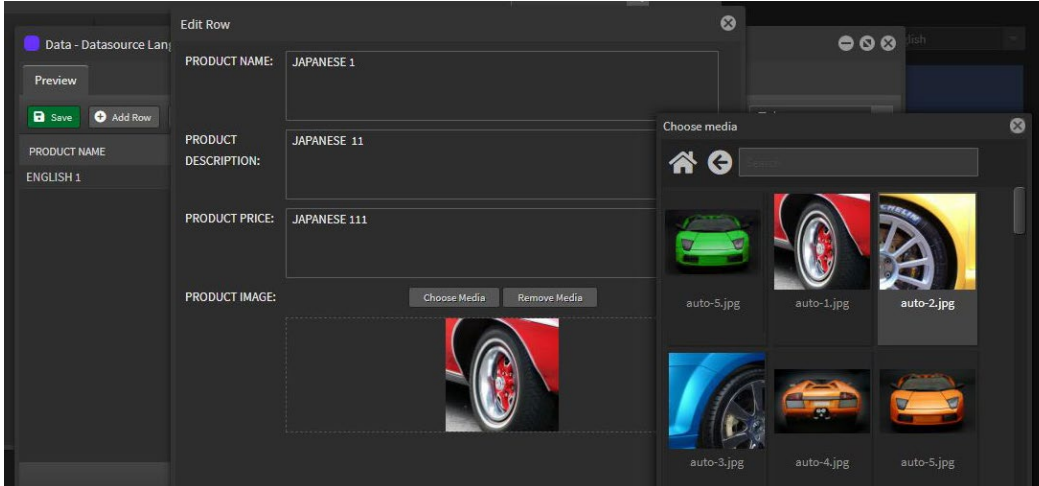 Edit Row
Data - Datasource Lang
Preview
Save
Add Row
PRODUCT NAME
ENGLISH 1
PRODUCT NAME:
JAPANESE 1
PRODUCT
DESCRIPTION:
JAPANESE 11
PRODUCT PRICE:
JAPANESE 111
PRODUCT IMAGE:
Choose Media
Remove Media
glish
Choose media
Search
auto-5.jpg
auto-1.jpg
auto-2.jpg
auto-3.jpg
auto-4.jpg
auto-5.jpg